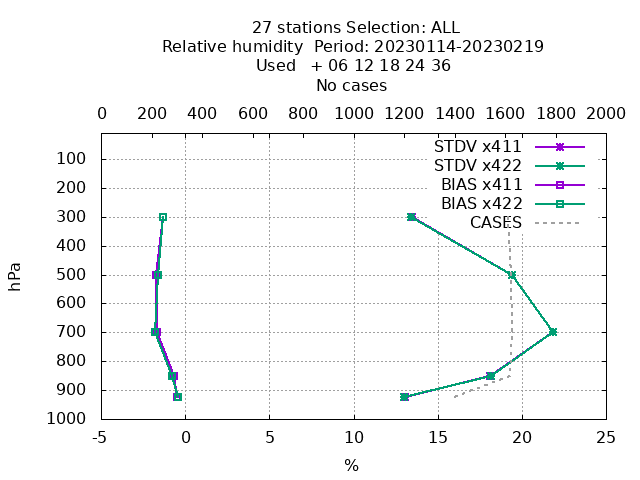 27 stations Selection: ALL
Relative humidity  Period: 20230114-20230219
Used   + 06 12 18 24 36
No cases
0 200 400 600 800 1000 1200 1400 1600 1800 2000
STDV x411
STDV x422
BIAS x411
BIAS x422
CASES
100
200
300
400
500
600
700
800
900
1000
hPa
-5 0 5 10 15 20 25
%